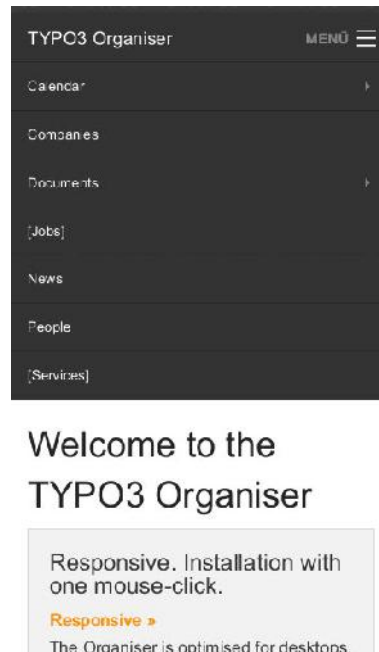 TYPO3 Organiser
MENÜ
Calendar
Companies
Documents
[Jobs]
News
People
[Services]
Welcome to the
TYPO3 Organiser
Responsive. Installation with
one mouse-click.
Responsive »
The Organiser is optimised for desktops